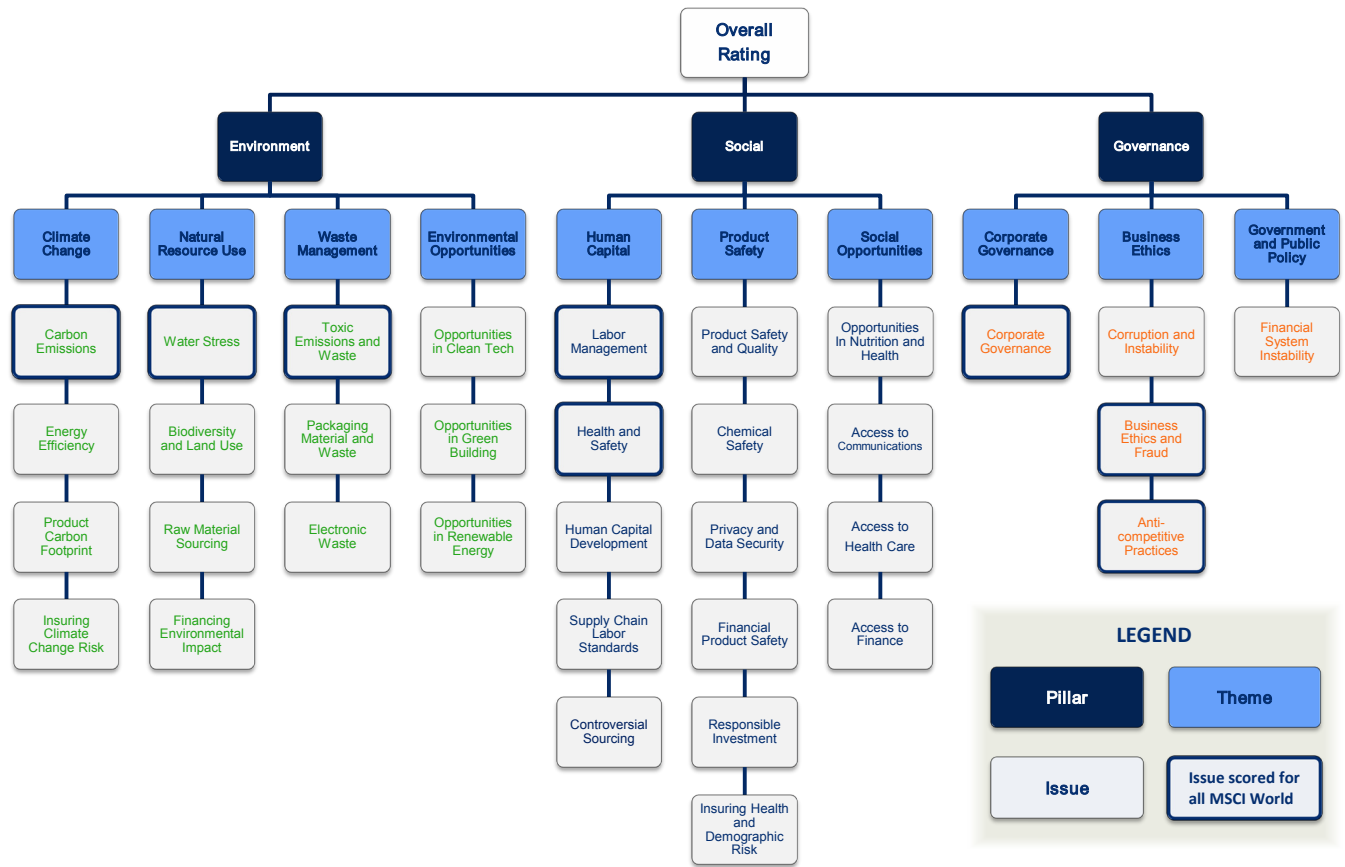 Overall
Rating
Environment
Social
Governance
Climate
Change
Natural
Resource Use
Waste
Management
Environmental
Opportunities
Human
Capital
Product
Safety
Social
Opportunities
Corporate
Governance
Business
Ethics
Government
and Public
Policy
Carbon
Emissions
Water Stress
Toxic
Emissions and
Waste
Opportunities
in Clean Tech
Labor
Management
Product Safety
and Quality
Opportunities
In Nutrition and
Health
Corporate
Governance
Corruption and
Instability
Financial
System
Instability
Energy
Efficiency
Biodiversity
and Land Use
Packaging
Material and
Waste
Opportunities
in Green
Building
Health and
Safety
Chemical
Safety
Access to
Communications
Business
Ethics and
Fraud
Product
Carbon
Footprint
Raw Material
Sourcing
Electronic
Waste
Opportunities
in Renewable
Energy
Human Capital
Development
Privacy and
Data Security
Access to
Health Care
Anti-
competitive
Practices
Insuring
Climate
Change Risk
Financing
Environmental
Impact
Supply Chain
Labor
Standards
Financial
Product Safety
Access to
Finance
Controversial
Sourcing
Responsible
Investment
Insuring Health
and
Demographic
Risk
LEGEND
Pillar
Theme
Issue
Issue scored for
all MSCI World